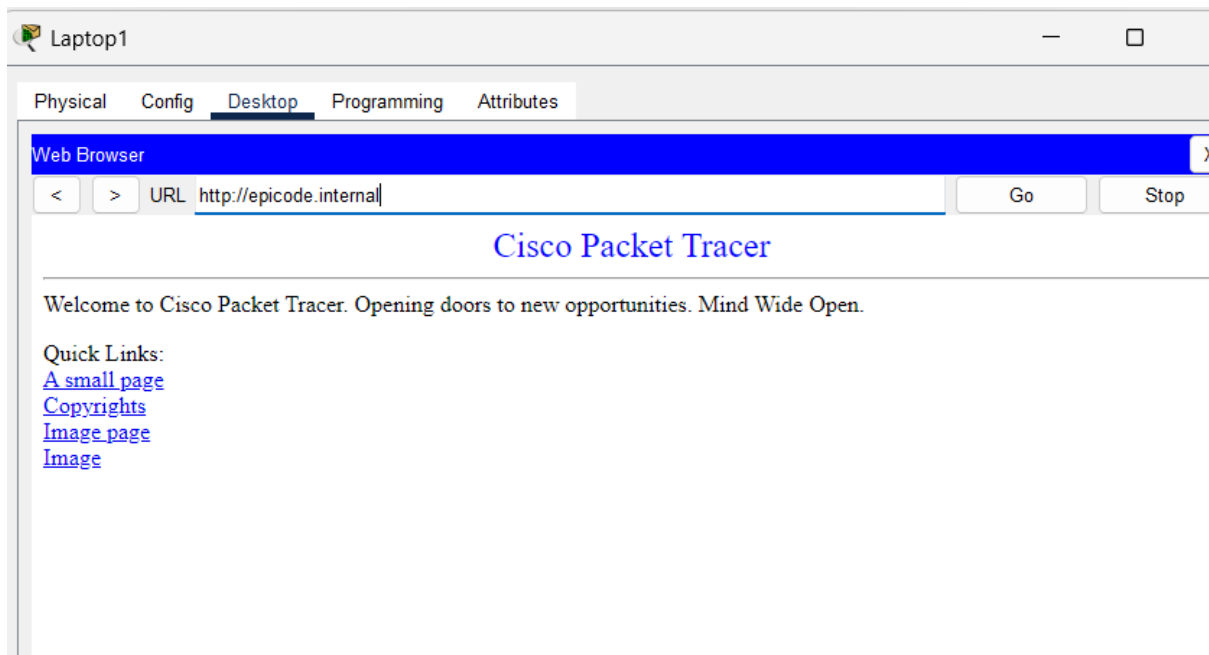 Laptop1
Physical Config Desktop Programming Attributes
Web Browser
< > URL http://epicode.internal Go Stop
Cisco Packet Tracer
Welcome to Cisco Packet Tracer. Opening doors to new opportunities. Mind Wide Open.
Quick Links:
A small page
Copyrights
Image page
Image